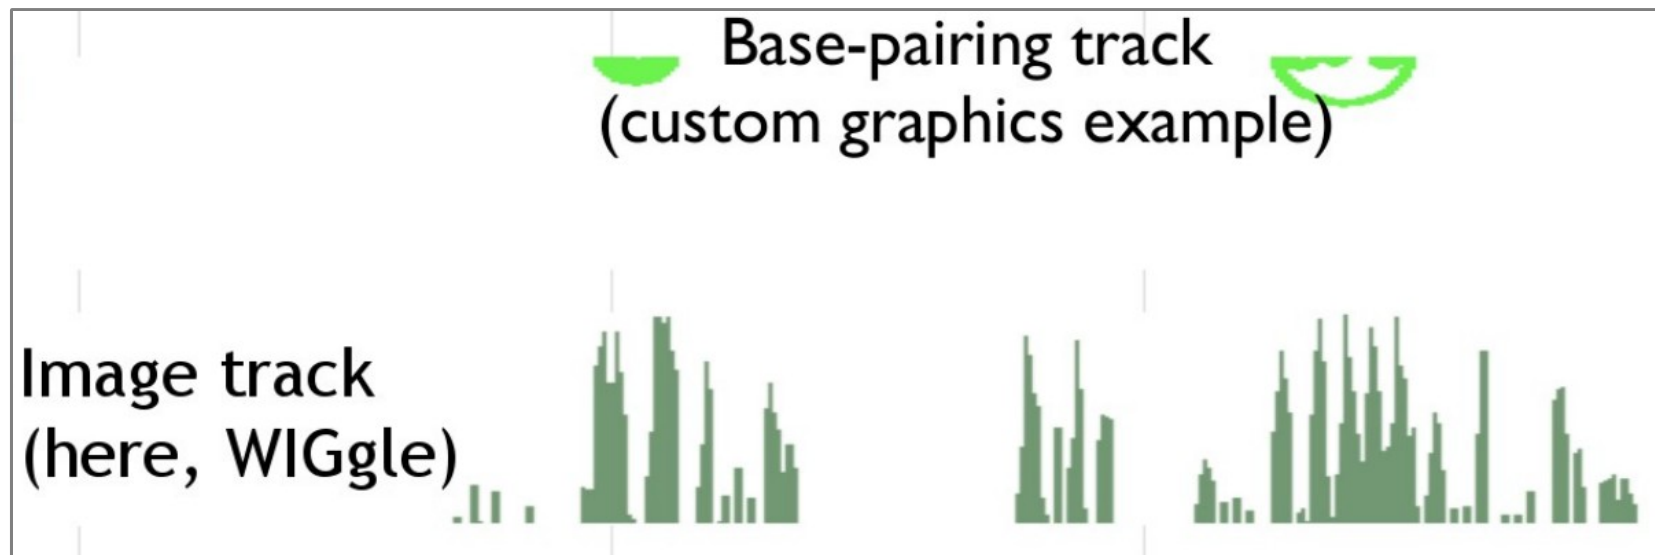 Base-pairing track
(custom graphics example)
Image track
(here, WIGgle)